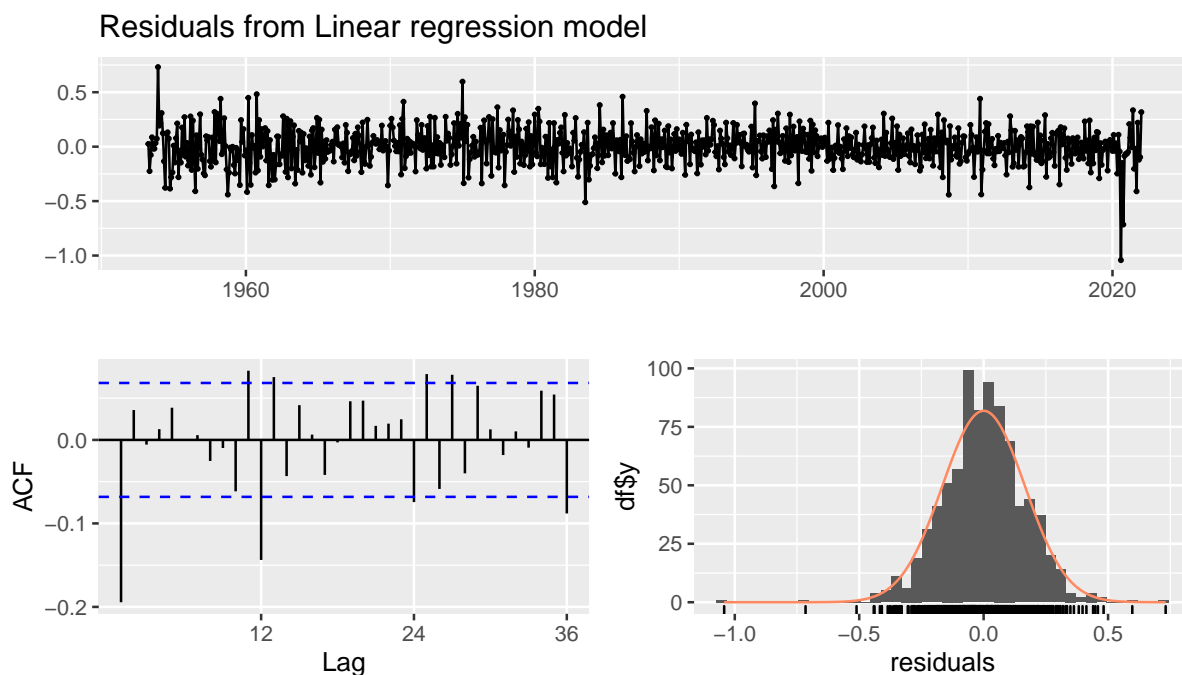 Residuals from Linear regression model
0.5
0.0
−0.5
−1.0
1960 1980 2000 2020
ACF
0.0
−0.1
−0.2
12 24 36
Lag
df$y
100
75
50
25
0
−1.0 −0.5 0.0 0.5
residuals